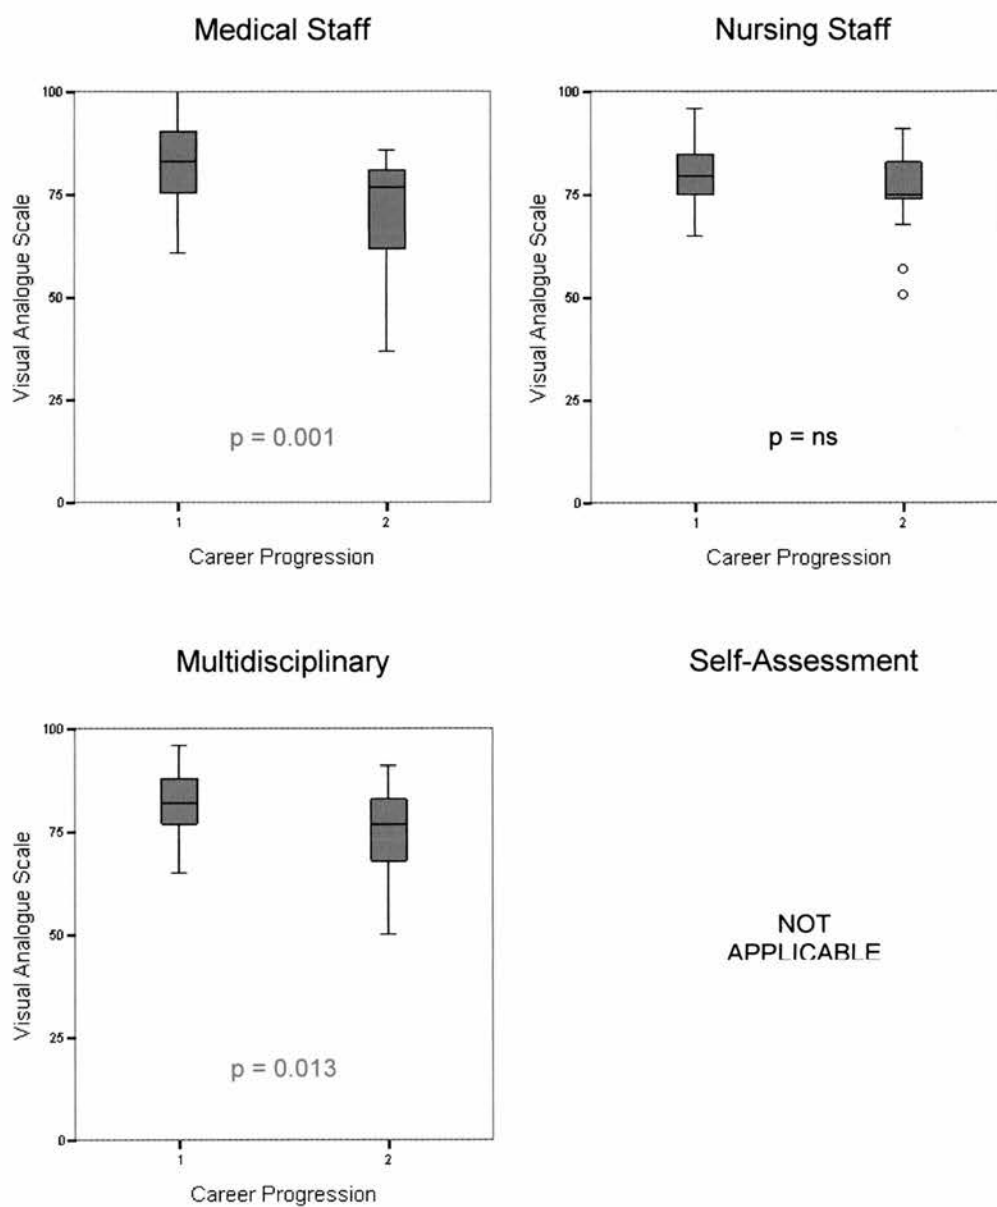 Medical Staff
Visual Analogue Scale
100
75
50
25
0
p = 0.001
1
2
Career Progression
Nursing Staff
Visual Analogue Scale
100
75
50
25
0
p = ns
1
2
Career Progression
Multidisciplinary
Visual Analogue Scale
100
75
50
25
0
p = 0.013
1
2
Career Progression
Self-Assessment
NOT
APPLICABLE